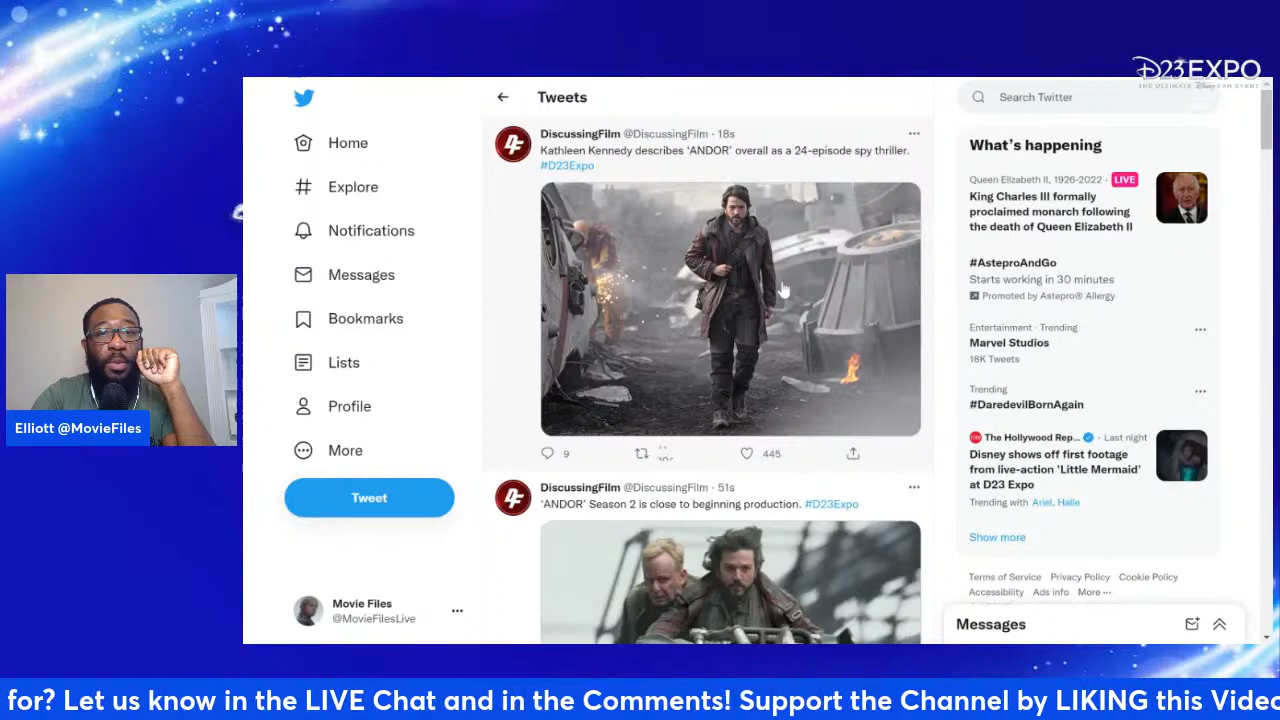 D23 EXPO
THE ULTIMATE Disney FAN EVENT
Home
Explore
Notifications
Messages
Bookmarks
Lists
Profile
More
Tweet
Movie Files
@MovieFilesLive
Tweets
DiscussingFilm @DiscussingFilm · 18s
Kathleen Kennedy describes ‘ANDOR’ overall as a 24-episode spy thriller.
#D23Expo
9
445
DiscussingFilm @DiscussingFilm · 51s
‘ANDOR’ Season 2 is close to beginning production. #D23Expo
Search Twitter
What’s happening
Queen Elizabeth II, 1926-2022 · LIVE
King Charles III formally
proclaimed monarch following
the death of Queen Elizabeth II
#AsteproAndGo
Starts working in 30 minutes
Promoted by Astepro® Allergy
Entertainment · Trending
Marvel Studios
18K Tweets
Trending
#DaredevilBornAgain
The Hollywood Rep... · Last night
Disney shows off first footage
from live-action 'Little Mermaid'
at D23 Expo
Trending with Ariel, Halle
Show more
Terms of Service Privacy Policy Cookie Policy
Accessibility Ads info More ···
Messages
Elliott @MovieFiles
for? Let us know in the LIVE Chat and in the Comments! Support the Channel by LIKING this Video